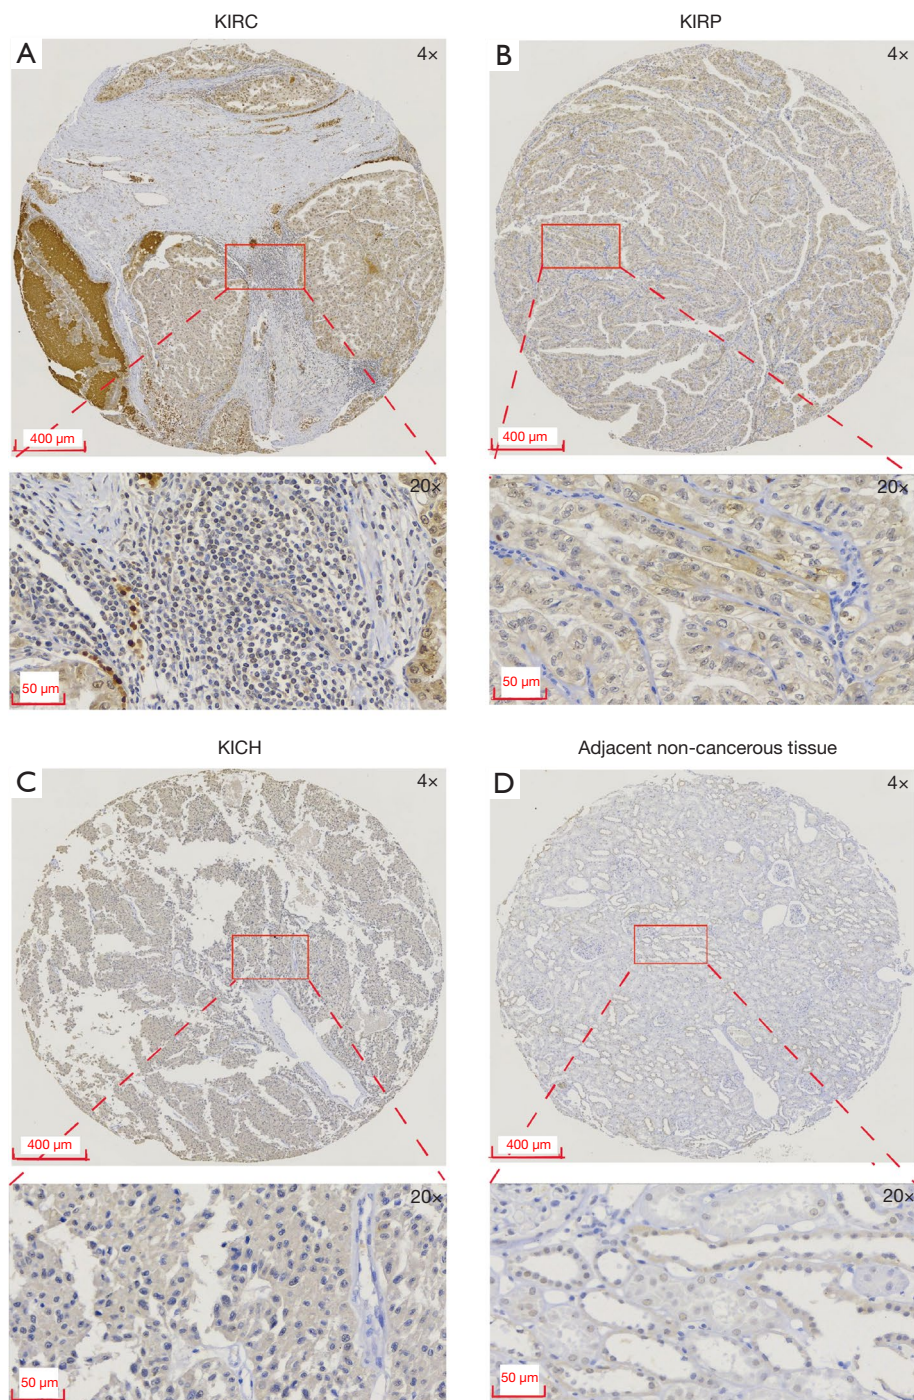 KIRC
KIRP
A
4×
B
4×
400 µm
400 µm
20×
20×
50 µm
50 µm
KICH
Adjacent non-cancerous tissue
C
4×
D
4×
400 µm
400 µm
20×
20×
50 µm
50 µm